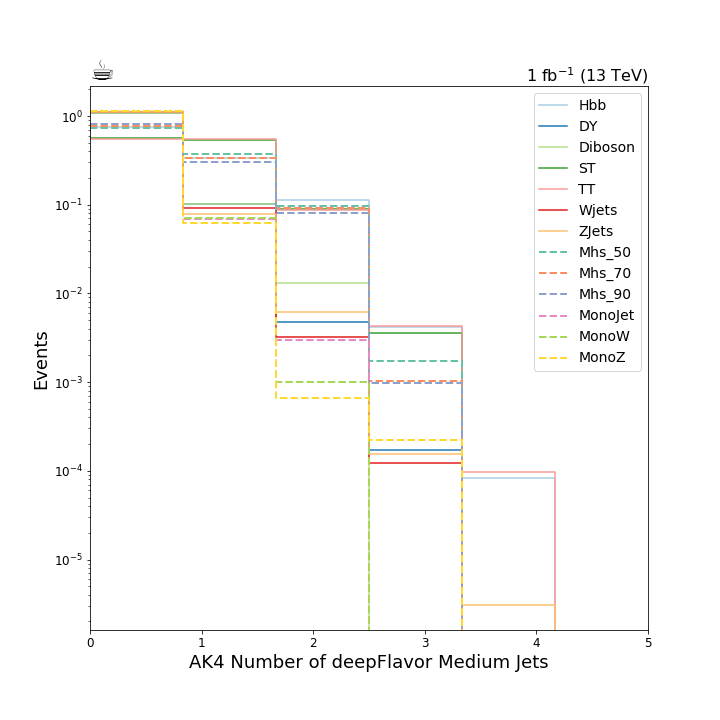 ☕
1 fb⁻¹ (13 TeV)
Events
10⁰
10⁻¹
10⁻²
10⁻³
10⁻⁴
10⁻⁵
Hbb
DY
Diboson
ST
TT
Wjets
ZJets
Mhs_50
Mhs_70
Mhs_90
MonoJet
MonoW
MonoZ
0 1 2 3 4 5
AK4 Number of deepFlavor Medium Jets